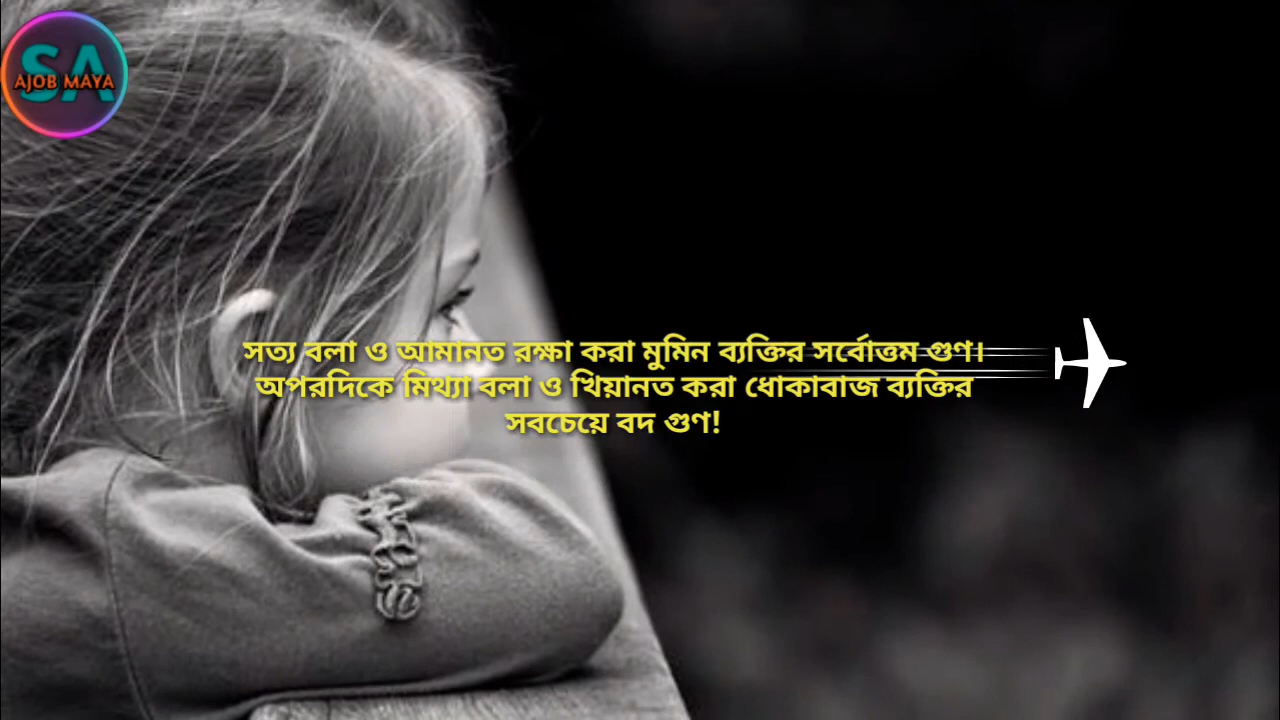 SA
AJOB MAYA
সত্য বলা ও আমানত রক্ষা করা মুমিন ব্যক্তির সর্বোত্তম গুণ।
অপরদিকে মিথ্যা বলা ও খিয়ানত করা ধোকাবাজ ব্যক্তির
সবচেয়ে বদ গুণ!